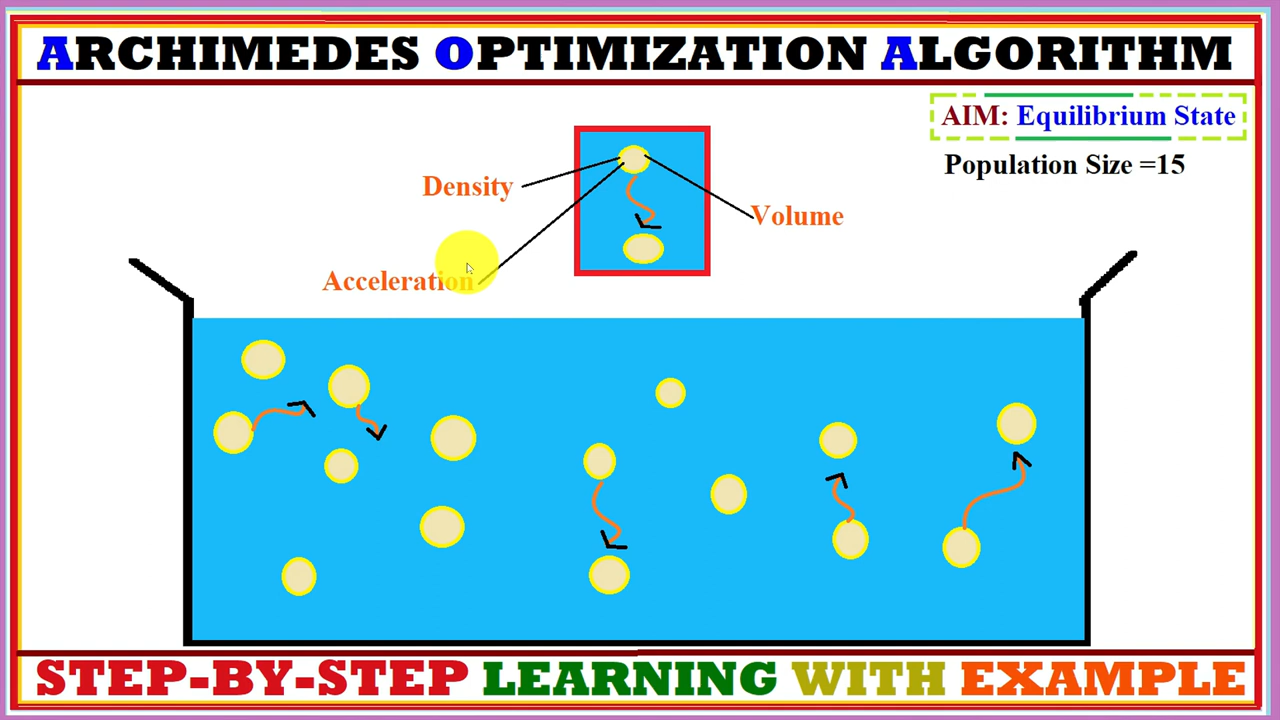 ARCHIMEDES OPTIMIZATION ALGORITHM
AIM: Equilibrium State
Population Size =15
Density
Volume
Acceleration
STEP-BY-STEP LEARNING WITH EXAMPLE